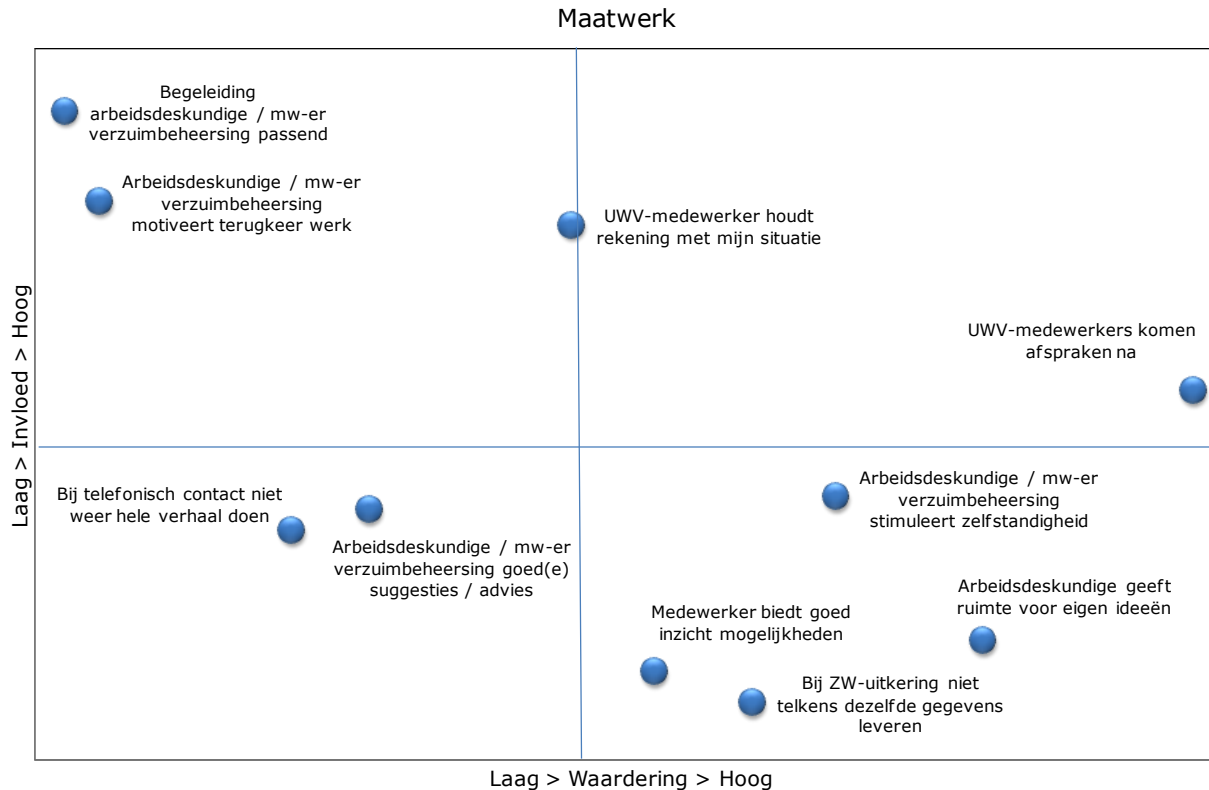 Maatwerk
Begeleiding
arbeidsdeskundige / mw-er
verzuimbeheersing passend
Arbeidsdeskundige / mw-er
verzuimbeheersing
motiveert terugkeer werk
UWV-medewerker houdt
rekening met mijn situatie
UWV-medewerkers komen
afspraken na
Laag > Invloed > Hoog
Bij telefonisch contact niet
weer hele verhaal doen
Arbeidsdeskundige / mw-er
verzuimbeheersing goed(e)
suggesties / advies
Arbeidsdeskundige / mw-er
verzuimbeheersing
stimuleert zelfstandigheid
Medewerker biedt goed
inzicht mogelijkheden
Arbeidsdeskundige geeft
ruimte voor eigen ideeën
Bij ZW-uitkering niet
telkens dezelfde gegevens
leveren
Laag > Waardering > Hoog